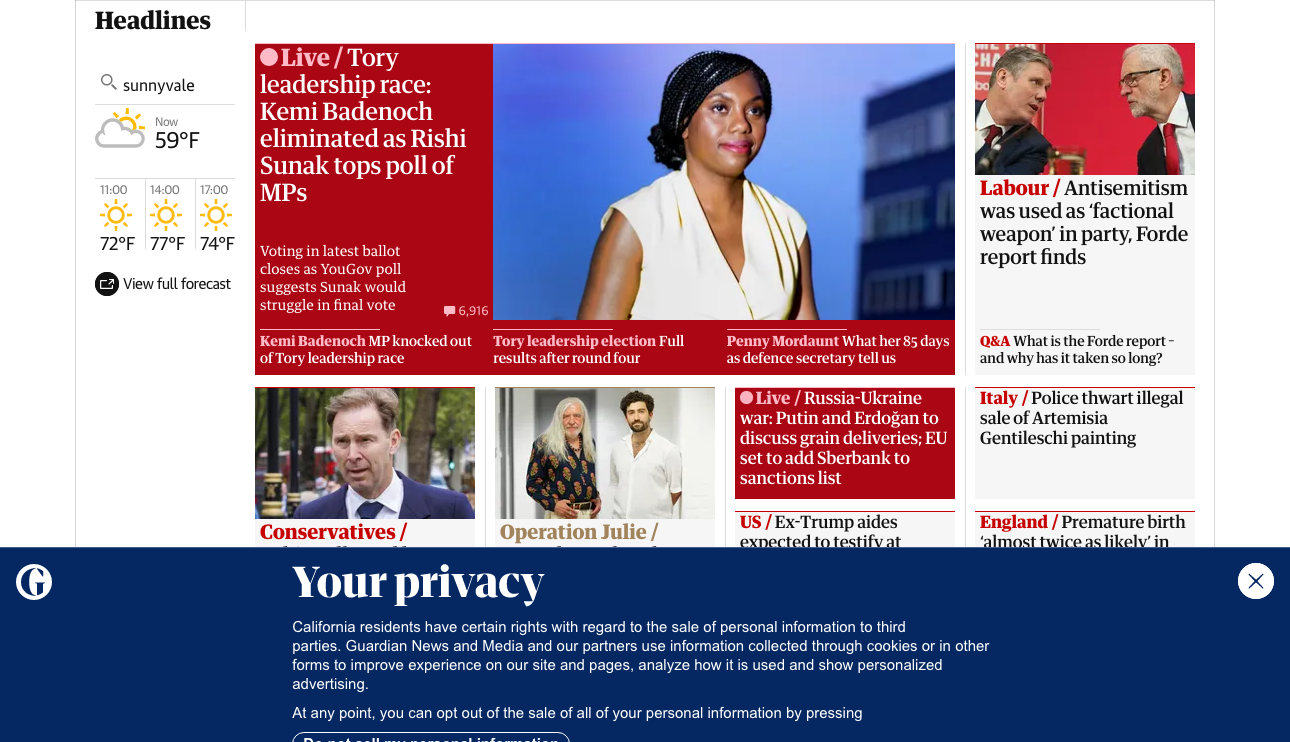 Headlines
sunnyvale
Now
59°F
11:00
14:00
17:00
72°F
77°F
74°F
View full forecast
Live / Tory
leadership race:
Kemi Badenoch
eliminated as Rishi
Sunak tops poll of
MPs
Voting in latest ballot
closes as YouGov poll
suggests Sunak would
struggle in final vote
6,916
Kemi Badenoch MP knocked out
of Tory leadership race
Tory leadership election Full
results after round four
Penny Mordaunt What her 85 days
as defence secretary tell us
Labour / Antisemitism
was used as ‘factional
weapon’ in party, Forde
report finds
Q&A What is the Forde report –
and why has it taken so long?
Conservatives /
Operation Julie /
Live / Russia-Ukraine
war: Putin and Erdoğan to
discuss grain deliveries; EU
set to add Sberbank to
sanctions list
US / Ex-Trump aides
expected to testify at
Italy / Police thwart illegal
sale of Artemisia
Gentileschi painting
England / Premature birth
‘almost twice as likely’ in
Your privacy
California residents have certain rights with regard to the sale of personal information to third
parties. Guardian News and Media and our partners use information collected through cookies or in other
forms to improve experience on our site and pages, analyze how it is used and show personalized
advertising.
At any point, you can opt out of the sale of all of your personal information by pressing
Do not sell my personal information